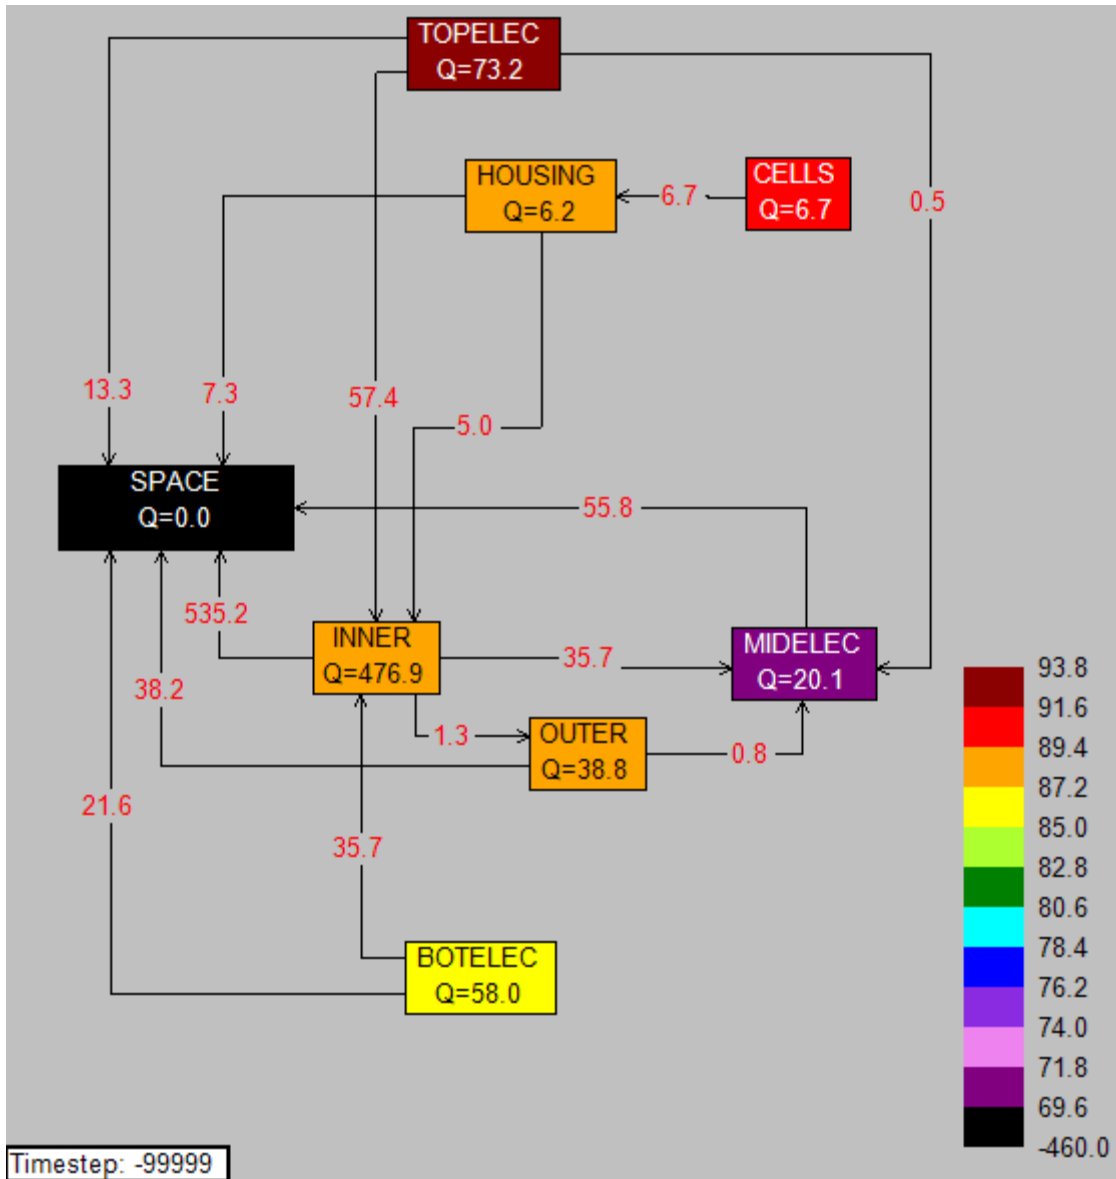 TOPELEC
Q=73.2
HOUSING
Q=6.2
CELLS
Q=6.7
6.7
0.5
13.3
7.3
57.4
5.0
SPACE
Q=0.0
55.8
535.2
INNER
Q=476.9
35.7
MIDELEC
Q=20.1
38.2
1.3
OUTER
Q=38.8
0.8
21.6
35.7
BOTELEC
Q=58.0
93.8
91.6
89.4
87.2
85.0
82.8
80.6
78.4
76.2
74.0
71.8
69.6
-460.0
Timestep: -99999